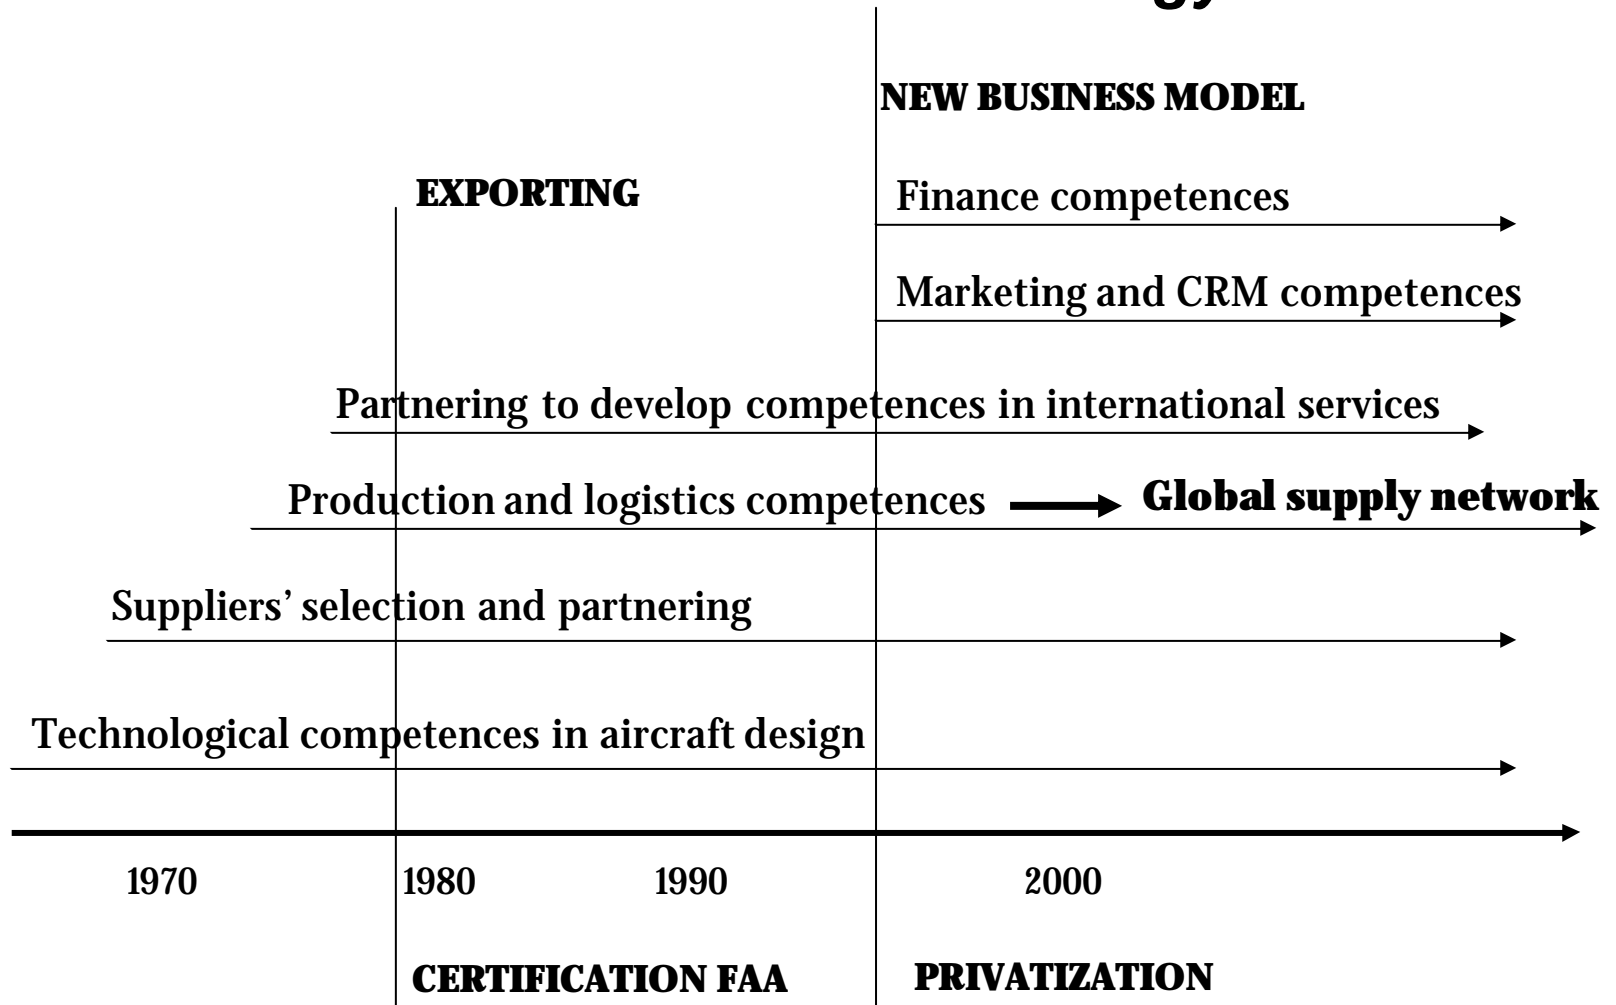 NEW BUSINESS MODEL
EXPORTING
Finance competences
Marketing and CRM competences
Partnering to develop competences in international services
Production and logistics competences Global supply network
Suppliers’ selection and partnering
Technological competences in aircraft design
1970 1980 1990 2000
CERTIFICATION FAA PRIVATIZATION